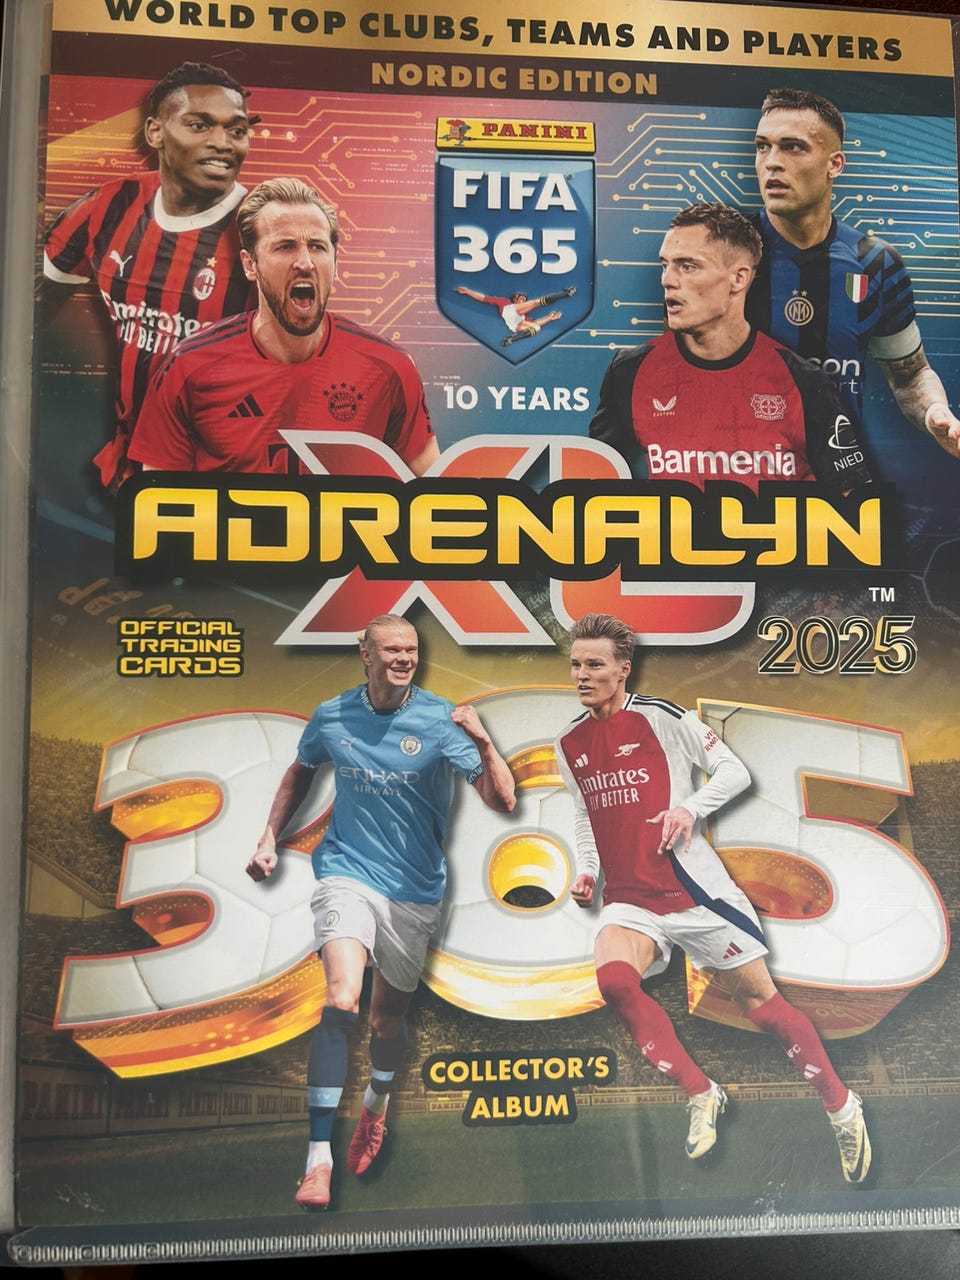 WORLD TOP CLUBS, TEAMS AND PLAYERS
NORDIC EDITION
PANINI
FIFA
365
10 YEARS
Emirates
FLY BETTER
Barmenia
NIED
XL
ADRENALYN
TM
OFFICIAL
TRADING
CARDS
2025
365
ETIHAD
AIRWAYS
Emirates
FLY BETTER
COLLECTOR'S
ALBUM